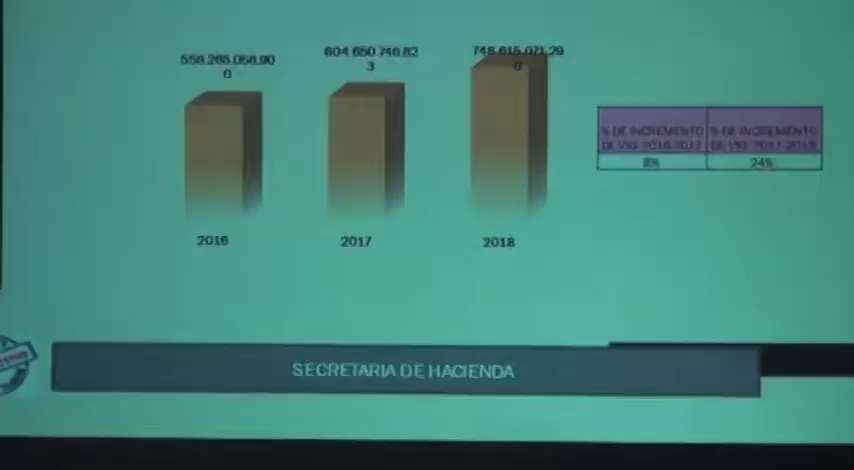 558.265.058.90
0
604.650.746.82
3
748.615.071.29
0
% DE INCREMENTO
DE VIG. 2016-2017
% DE INCREMENTO
DE VIG. 2017-2018
8%
24%
2016
2017
2018
SECRETARIA DE HACIENDA